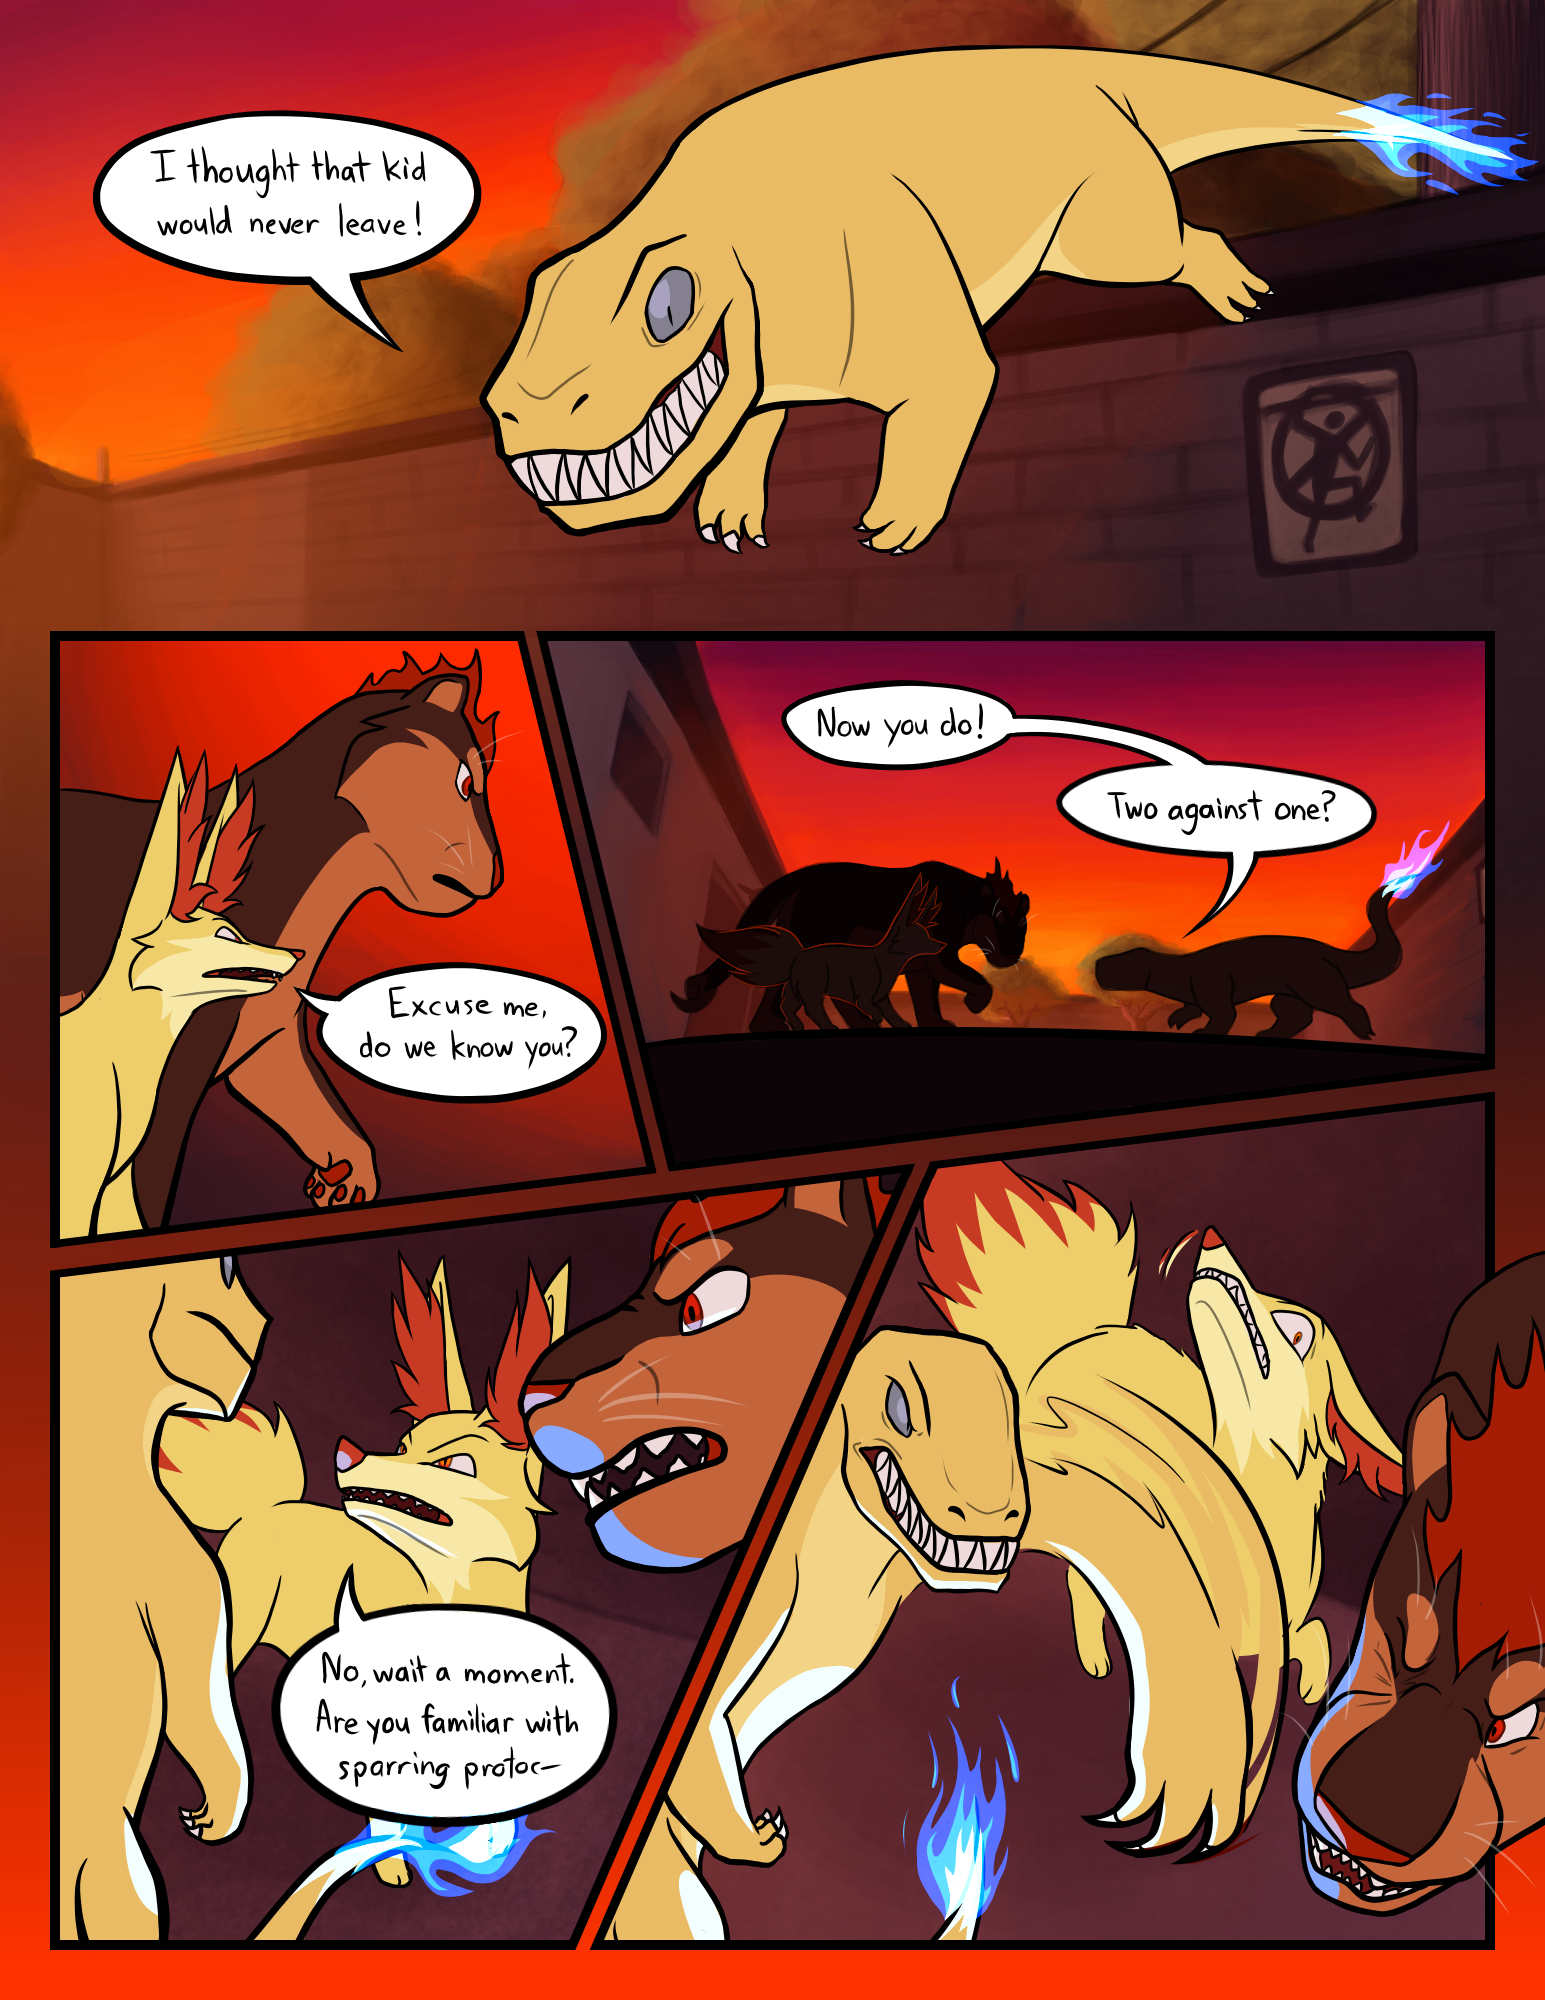 I thought that kid
would never leave!
Excuse me,
do we know you?
Now you do!
Two against one?
No, wait a moment.
Are you familiar with
sparring protoc—